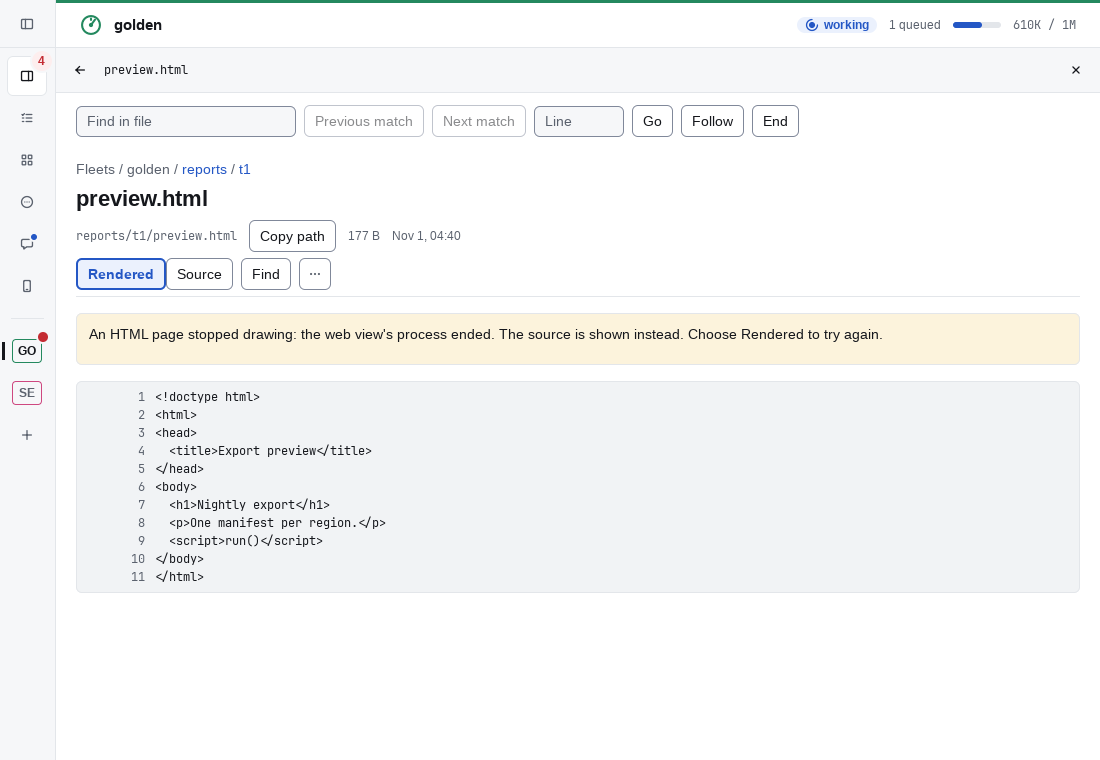 golden
working
1 queued
610K / 1M
4
preview.html
Find in file
Previous match
Next match
Line
Go
Follow
End
Fleets / golden / reports / t1
preview.html
reports/t1/preview.html
Copy path
177 B
Nov 1, 04:40
Rendered
Source
Find
···
An HTML page stopped drawing: the web view's process ended. The source is shown instead. Choose Rendered to try again.
GO
SE
1 <!doctype html>
2 <html>
3 <head>
4   <title>Export preview</title>
5 </head>
6 <body>
7   <h1>Nightly export</h1>
8   <p>One manifest per region.</p>
9   <script>run()</script>
10 </body>
11 </html>